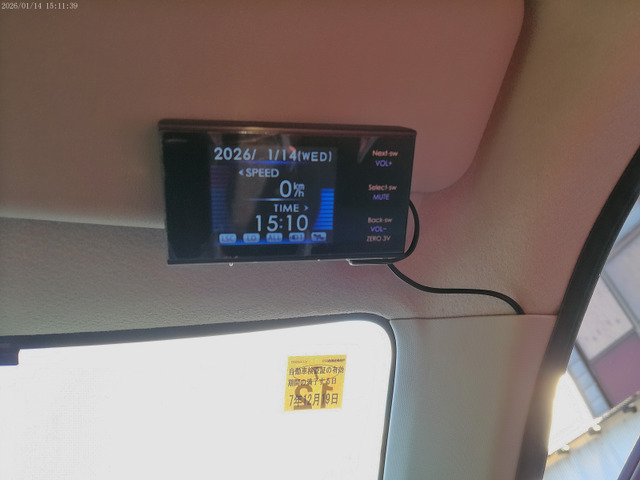 2026/01/14 15:11:39
2026/ 1/14(WED)
SPEED
0 km/h
TIME
15:10
Next-sw
VOL+
Select-sw
MUTE
Back-sw
VOL-
ZERO 3V
自動車検査証の有効
期間の満了する日
7年12月19日